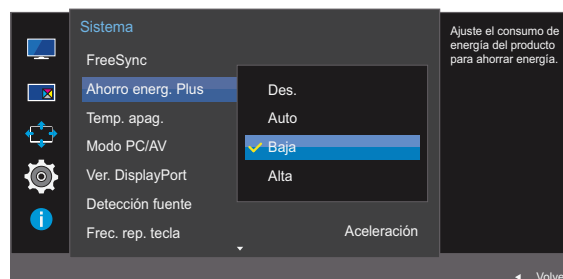 Sistema
FreeSync
Ahorro energ. Plus
Temp. apag.
Modo PC/AV
Ver. DisplayPort
Detección fuente
Frec. rep. tecla
Des.
Auto
Baja
Alta
Aceleración
Ajuste el consumo de
energía del producto
para ahorrar energía.